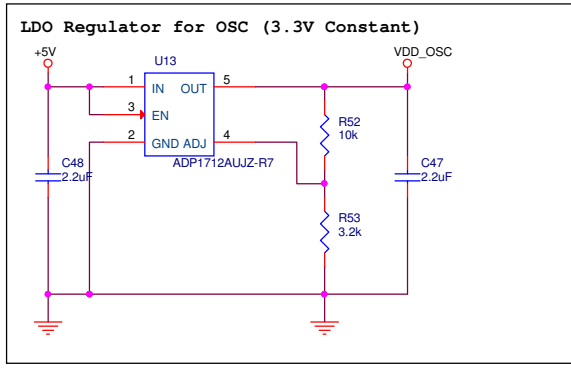 LDO Regulator for OSC (3.3V Constant)
+5V
VDD_OSC
U13
1
IN
OUT
5
3
EN
2
GND
ADJ
4
ADP1712AUJZ-R7
R52
10k
C48
2.2uF
C47
2.2uF
R53
3.2k